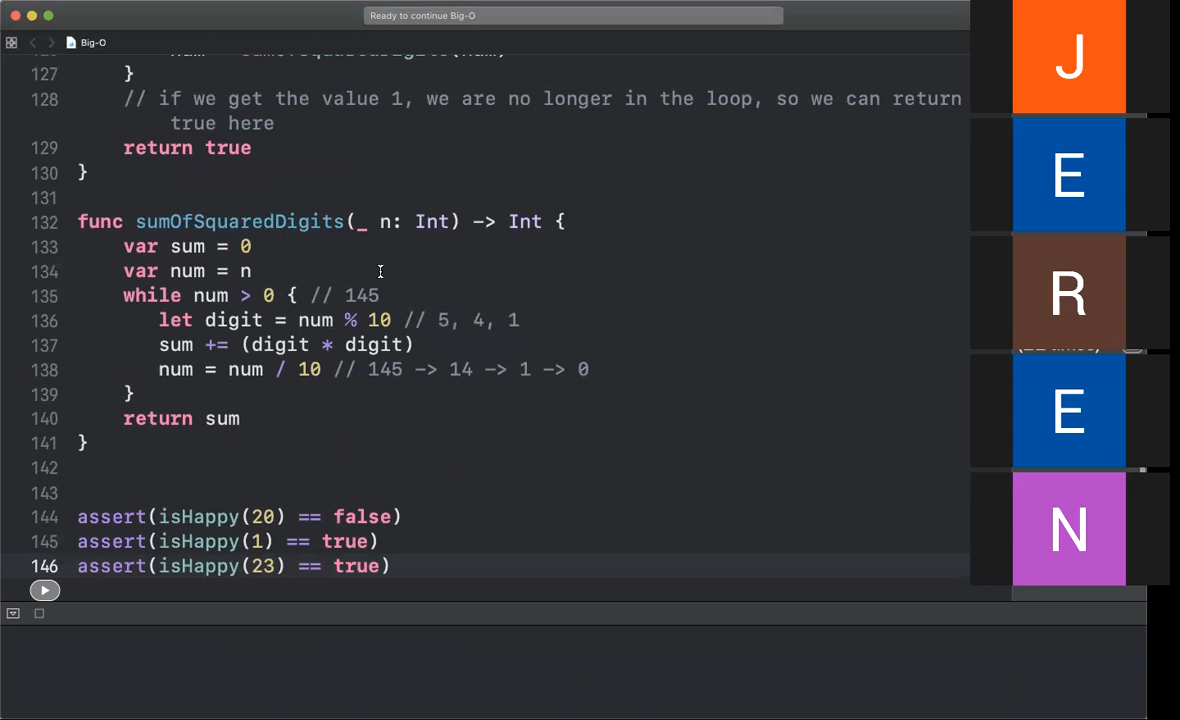 Ready to continue Big-O
Big-O
127 }
128 // if we get the value 1, we are no longer in the loop, so we can return
true here
129 return true
130 }
131
132 func sumOfSquaredDigits(_ n: Int) -> Int {
133 var sum = 0
134 var num = n
135 while num > 0 { // 145
136 let digit = num % 10 // 5, 4, 1
137 sum += (digit * digit)
138 num = num / 10 // 145 -> 14 -> 1 -> 0
139 }
140 return sum
141 }
142
143
144 assert(isHappy(20) == false)
145 assert(isHappy(1) == true)
146 assert(isHappy(23) == true)
J
E
R
E
N